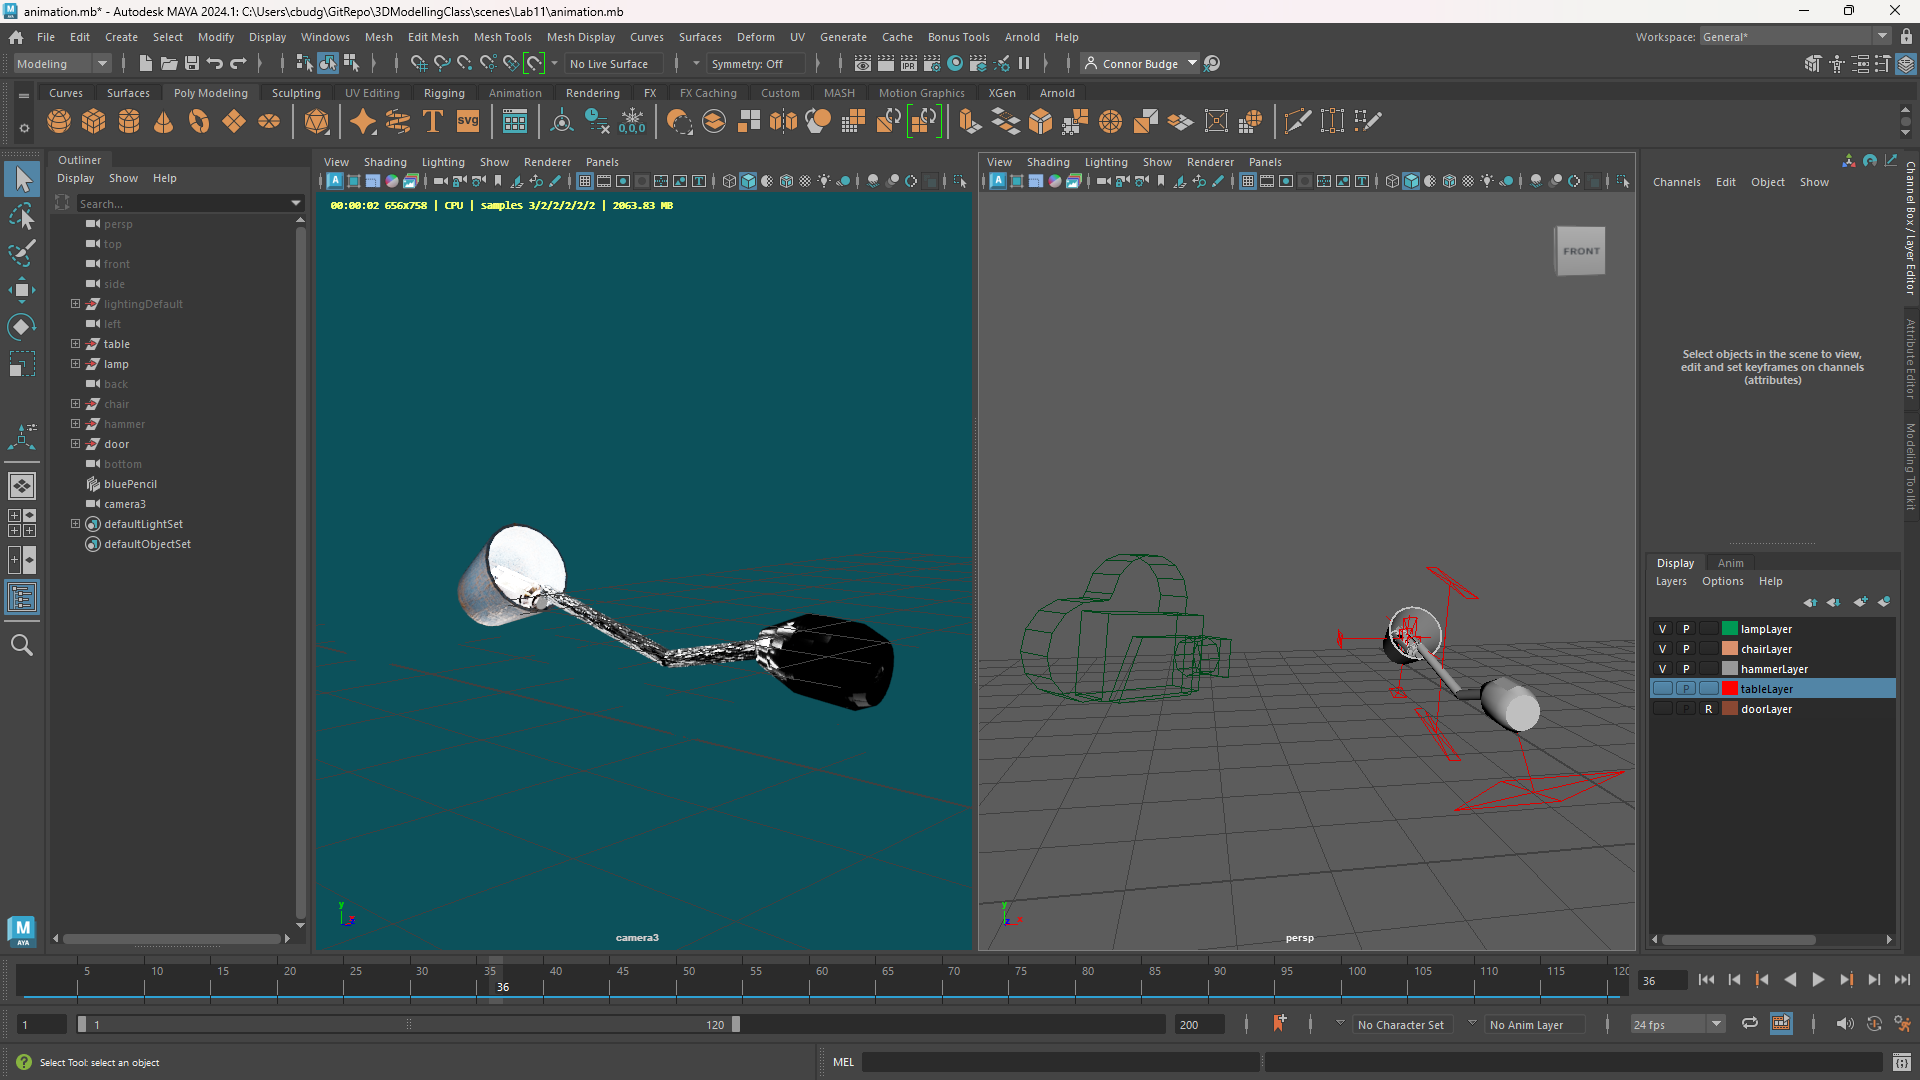 animation.mb* - Autodesk MAYA 2024.1: C:\Users\cbudg\GitRepo\3DModellingClass\scenes\Lab11\animation.mb
File Edit Create Select Modify Display Windows Mesh Edit Mesh Mesh Tools Mesh Display Curves Surfaces Deform UV Generate Cache Bonus Tools Arnold Help
Workspace: General*
Modeling No Live Surface Symmetry: Off Connor Budge
Curves Surfaces Poly Modeling Sculpting UV Editing Rigging Animation Rendering FX FX Caching Custom MASH Motion Graphics XGen Arnold
Outliner
Display Show Help
Search...
persp
top
front
side
lightingDefault
left
table
lamp
back
chair
hammer
door
bottom
bluePencil
camera3
defaultLightSet
defaultObjectSet
View Shading Lighting Show Renderer Panels
00:00:02 656x758 | CPU | samples 3/2/2/2/2/2 | 2063.83 MB
camera3
View Shading Lighting Show Renderer Panels
FRONT
persp
Channels Edit Object Show
Select objects in the scene to view,
edit and set keyframes on channels
(attributes)
Channel Box / Layer Editor
Attribute Editor
Modeling Toolkit
Display Anim
Layers Options Help
V P lampLayer
V P chairLayer
V P hammerLayer
P tableLayer
P R doorLayer
5 10 15 20 25 30 35 40 45 50 55 60 65 70 75 80 85 90 95 100 105 110 115 120
36
36
1 1 120 200 No Character Set No Anim Layer 24 fps
Select Tool: select an object
MEL